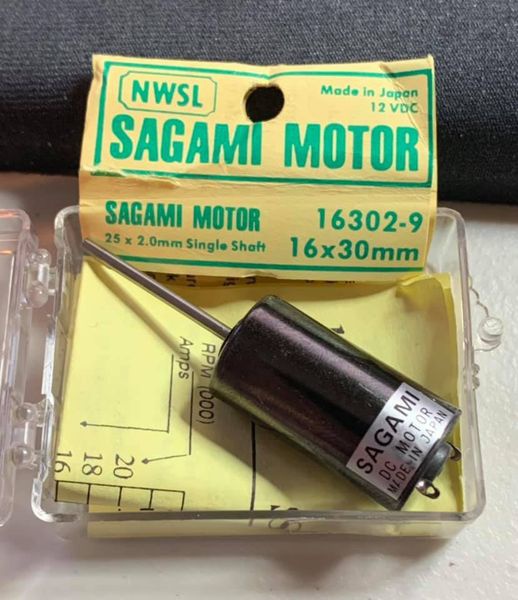 NWSL
Made in Japan
12 VDC
SAGAMI MOTOR
SAGAMI MOTOR 16302-9
25 x 2.0mm Single Shaft 16x30mm
RPM (000)
Amps
20
18
16
SAGAMI
DC MOTOR
MADE IN JAPAN